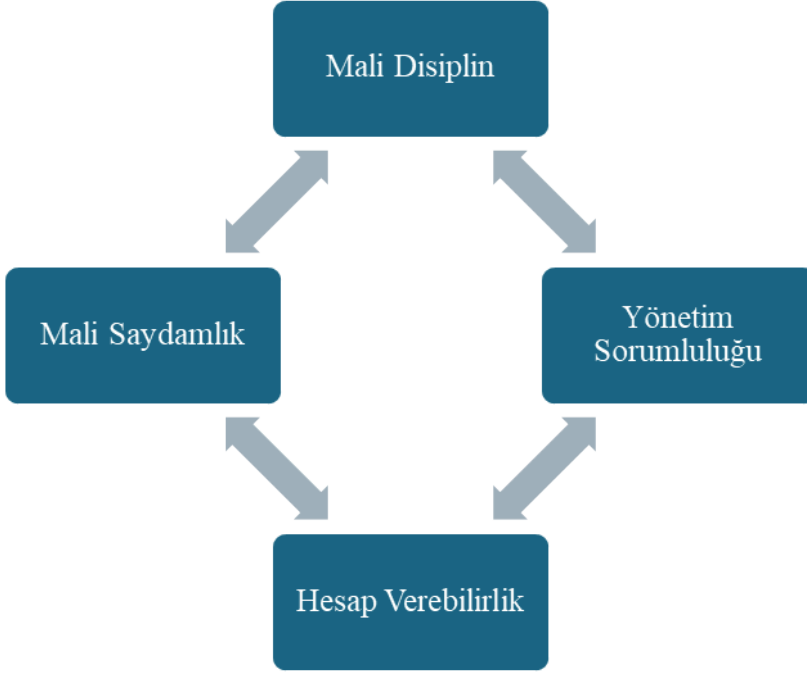 Mali Disiplin
Mali Saydamlık
Yönetim
Sorumluluğu
Hesap Verebilirlik